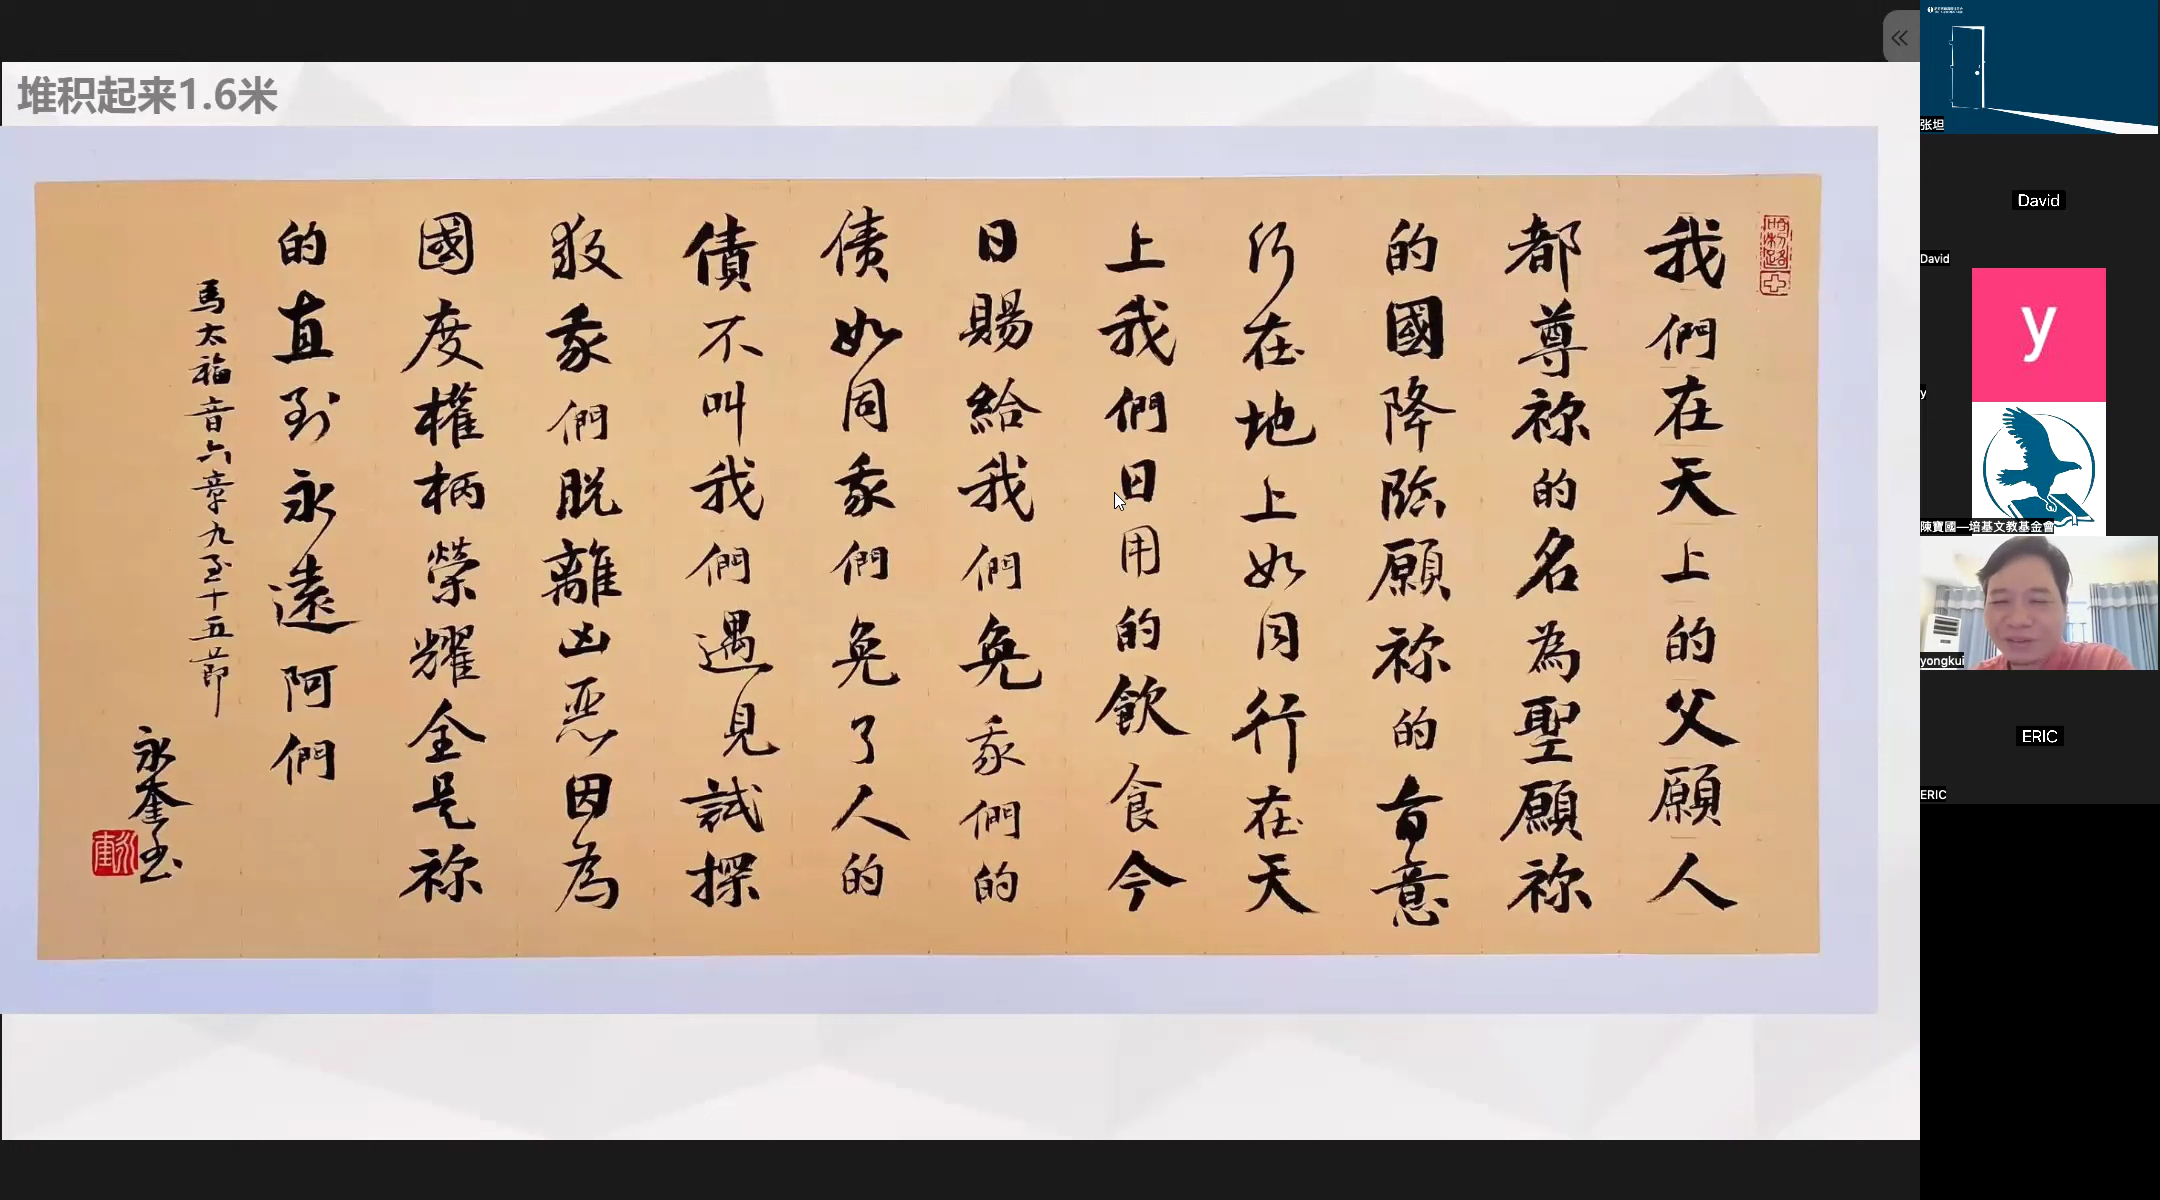 堆积起来1.6米
我們在天上的父願人
都尊祢的名為聖願祢
的國降臨願祢的旨意
行在地上如同行在天
上我們日用的飲食今
日賜給我們免我們的
债如同我們免了人的
債不叫我們遇見試探
救我們脱離凶惡因為
國度權柄榮耀全是祢
的直到永遠阿們
馬太福音六章九至十五節
永奎书
张坦
David
David
y
y
陳寶國—培基文教基金會
yongkui
ERIC
ERIC